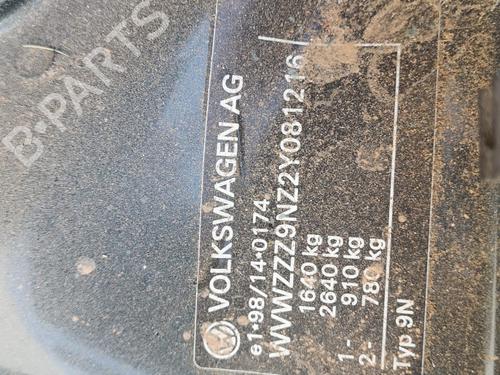 VOLKSWAGEN AG
e1*98/14*0174
WVWZZZ9NZ2Y081216
1640 kg
2640 kg
1- 910 kg
2- 780 kg
Typ 9N
B-PARTS